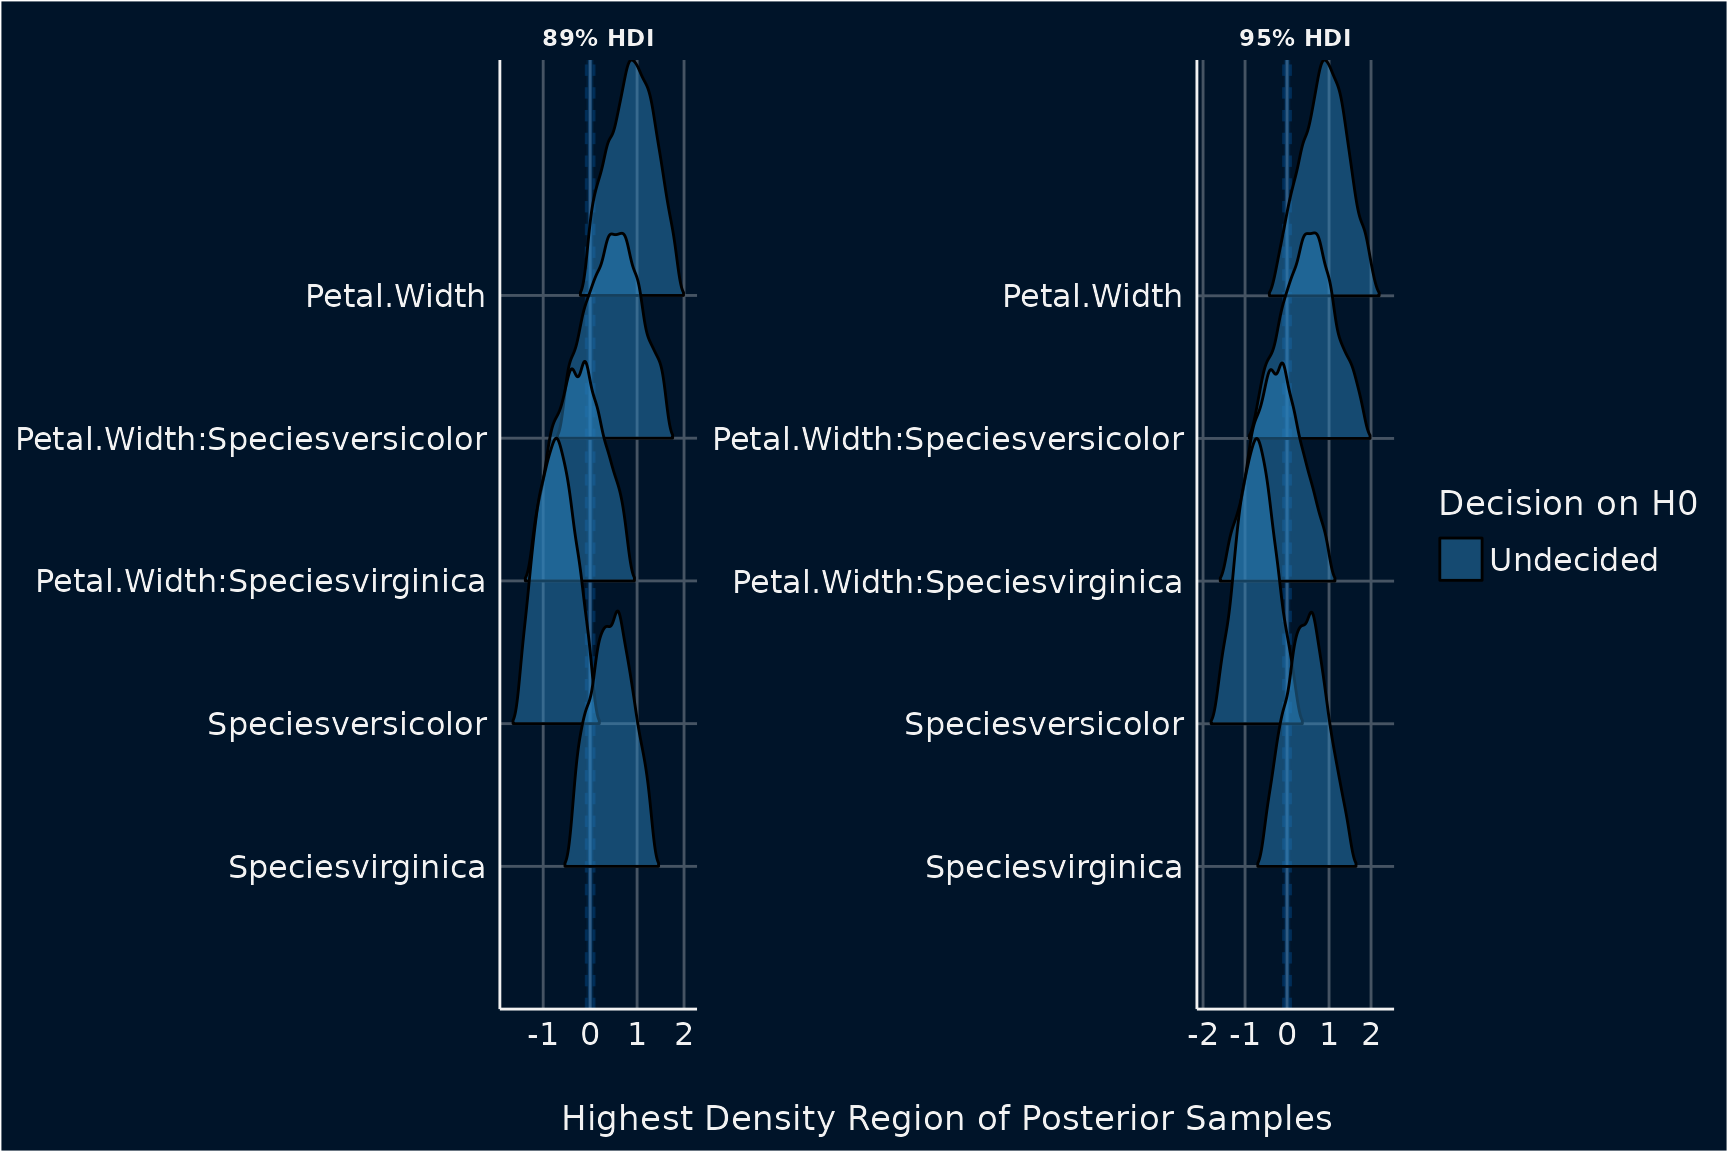 89% HDI
95% HDI
Petal.Width
Petal.Width:Speciesversicolor
Petal.Width:Speciesvirginica
Speciesversicolor
Speciesvirginica
-1 0 1 2
Petal.Width
Petal.Width:Speciesversicolor
Petal.Width:Speciesvirginica
Speciesversicolor
Speciesvirginica
-2 -1 0 1 2
Decision on H0
Undecided
Highest Density Region of Posterior Samples